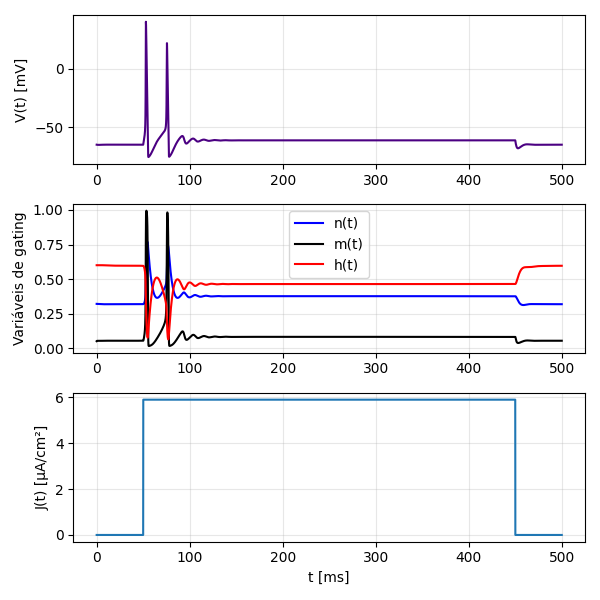 V(t) [mV]
0
−50
0 100 200 300 400 500
Variáveis de gating
1.00
0.75
0.50
0.25
0.00
n(t)
m(t)
h(t)
0 100 200 300 400 500
J(t) [μA/cm²]
6
4
2
0
0 100 200 300 400 500
t [ms]